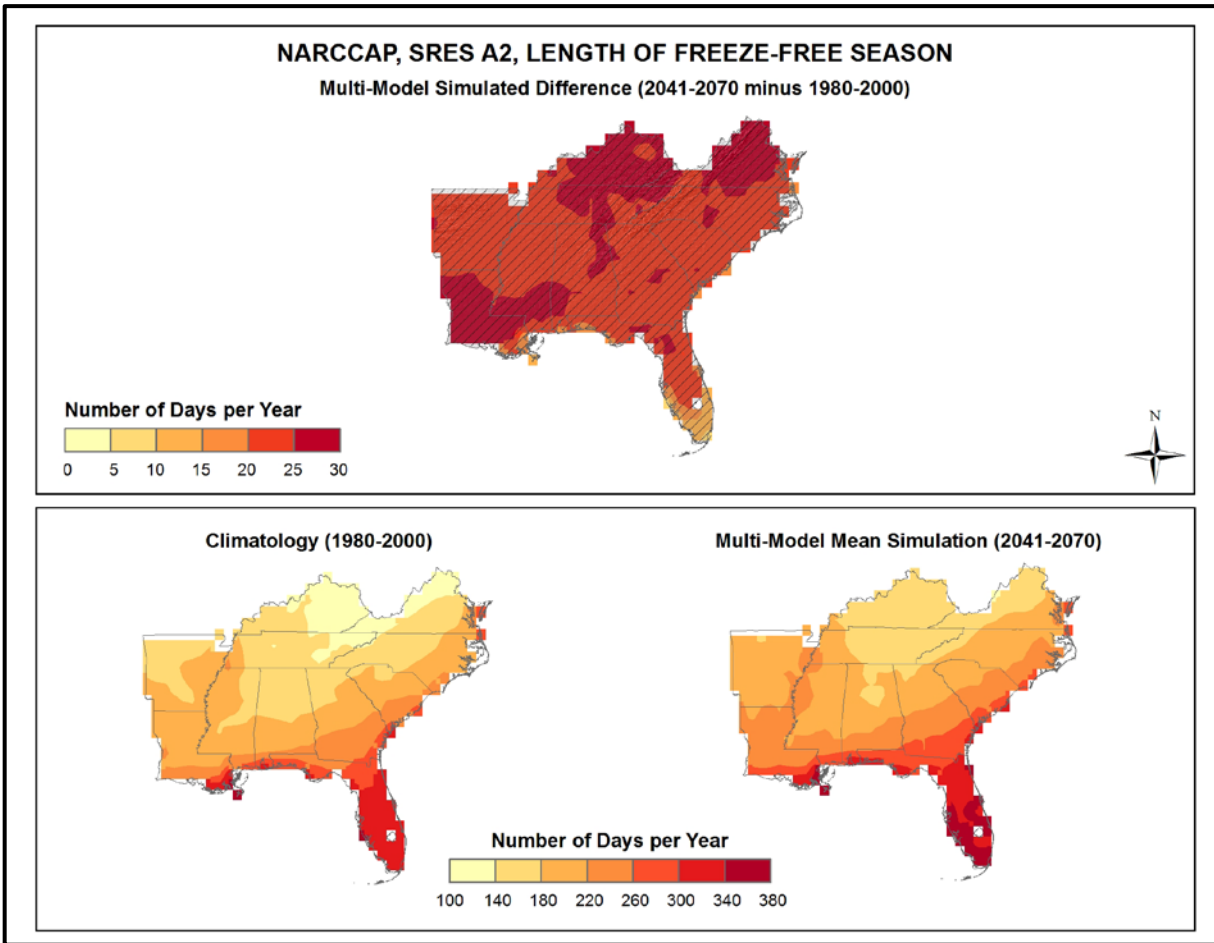 NARCCAP, SRES A2, LENGTH OF FREEZE-FREE SEASON
Multi-Model Simulated Difference (2041-2070 minus 1980-2000)
Number of Days per Year
0 5 10 15 20 25 30
N
Climatology (1980-2000)
Multi-Model Mean Simulation (2041-2070)
Number of Days per Year
100 140 180 220 260 300 340 380